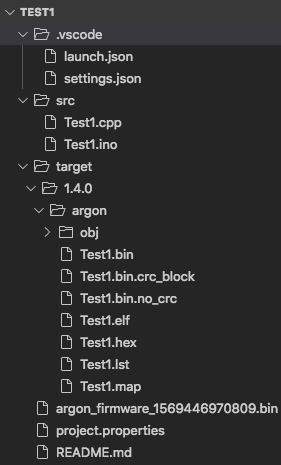 TEST1
.vscode
launch.json
settings.json
src
Test1.cpp
Test1.ino
target
1.4.0
argon
obj
Test1.bin
Test1.bin.crc_block
Test1.bin.no_crc
Test1.elf
Test1.hex
Test1.lst
Test1.map
argon_firmware_1569446970809.bin
project.properties
README.md